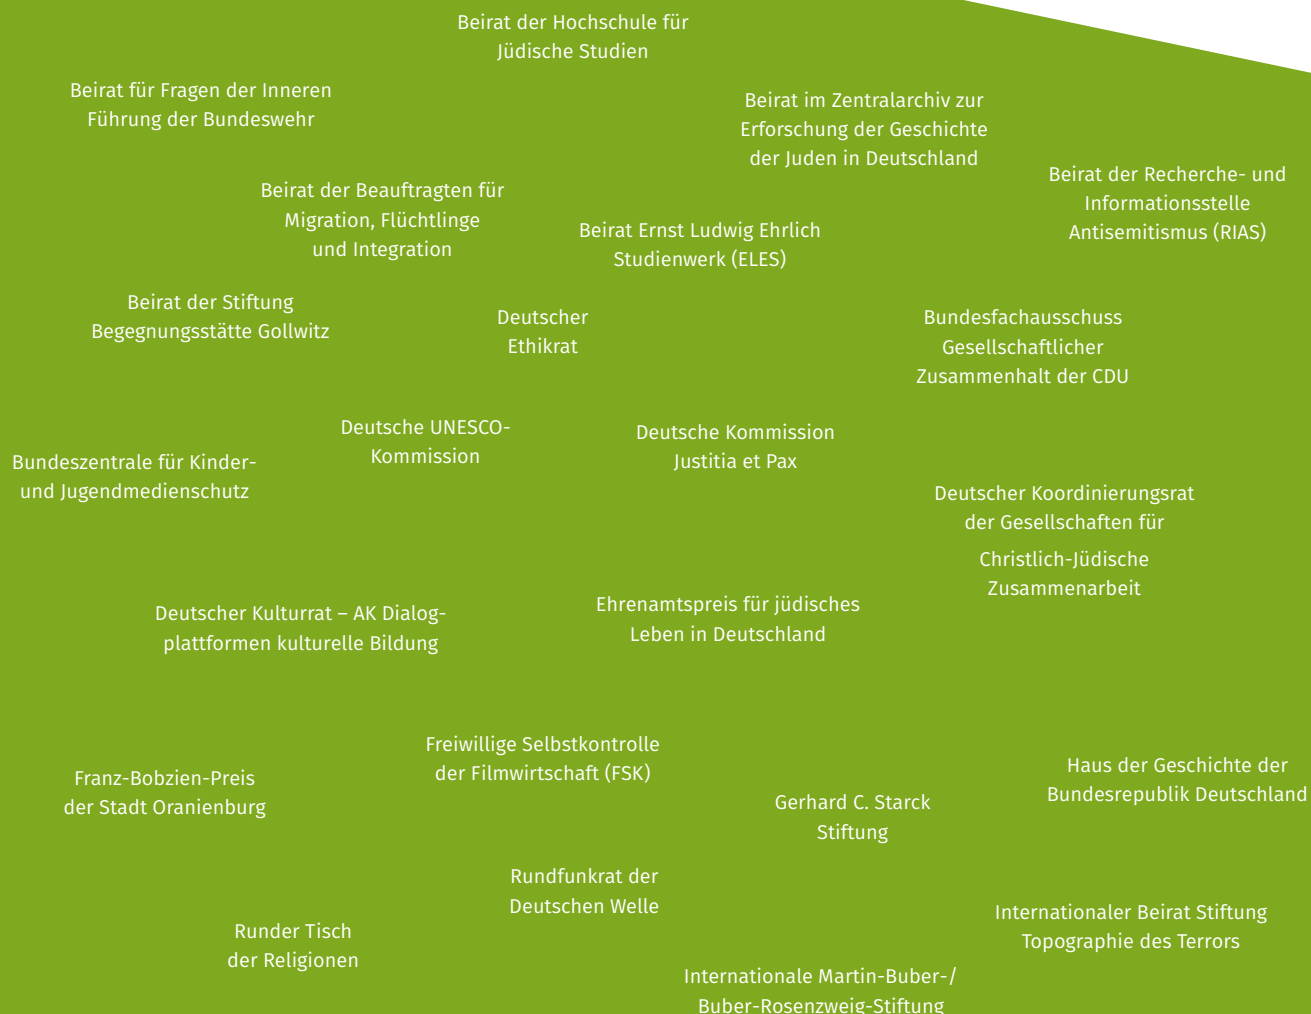 Beirat der Hochschule für
Jüdische Studien
Beirat für Fragen der Inneren
Führung der Bundeswehr
Beirat im Zentralarchiv zur
Erforschung der Geschichte
der Juden in Deutschland
Beirat der Recherche- und
Informationsstelle
Antisemitismus (RIAS)
Beirat der Beauftragten für
Migration, Flüchtlinge
und Integration
Beirat Ernst Ludwig Ehrlich
Studienwerk (ELES)
Beirat der Stiftung
Begegnungsstätte Gollwitz
Deutscher
Ethikrat
Bundesfachausschuss
Gesellschaftlicher
Zusammenhalt der CDU
Deutsche UNESCO-
Kommission
Deutsche Kommission
Justitia et Pax
Bundeszentrale für Kinder-
und Jugendmedienschutz
Deutscher Koordinierungsrat
der Gesellschaften für
Christlich-Jüdische
Zusammenarbeit
Deutscher Kulturrat – AK Dialog-
plattformen kulturelle Bildung
Ehrenamtspreis für jüdisches
Leben in Deutschland
Freiwillige Selbstkontrolle
der Filmwirtschaft (FSK)
Franz-Bobzien-Preis
der Stadt Oranienburg
Haus der Geschichte der
Bundesrepublik Deutschland
Gerhard C. Starck
Stiftung
Rundfunkrat der
Deutschen Welle
Runder Tisch
der Religionen
Internationaler Beirat Stiftung
Topographie des Terrors
Internationale Martin-Buber-/
Buber-Rosenzweig-Stiftung